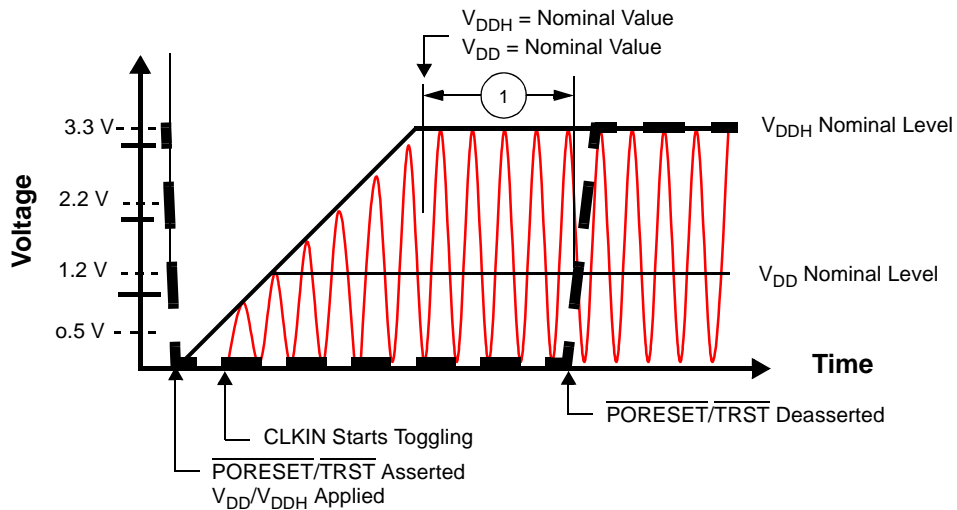 V_DDH = Nominal Value
V_DD = Nominal Value
1
3.3 V
V_DDH Nominal Level
2.2 V
Voltage
1.2 V
V_DD Nominal Level
o.5 V
Time
PORESET/TRST Deasserted
CLKIN Starts Toggling
PORESET/TRST Asserted
V_DD/V_DDH Applied